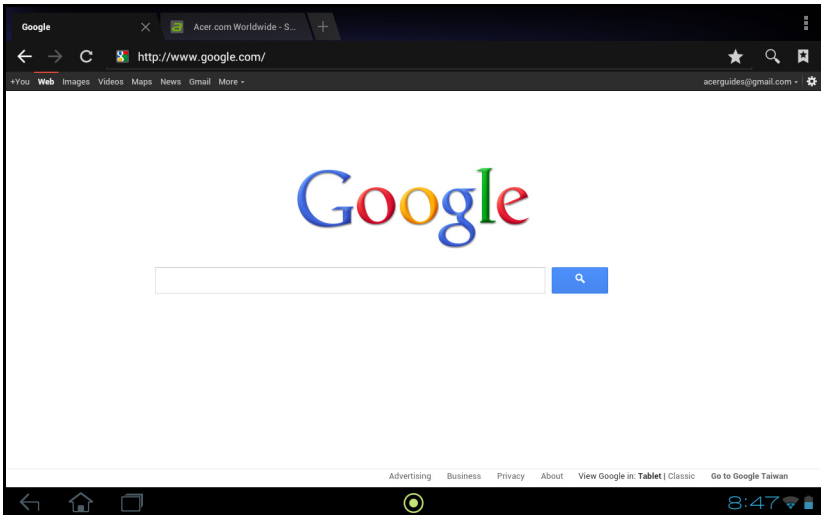 Google Acer.com Worldwide - S...
http://www.google.com/
+You Web Images Videos Maps News Gmail More acerguides@gmail.com
Google
Advertising Business Privacy About View Google in: Tablet | Classic Go to Google Taiwan
8:47